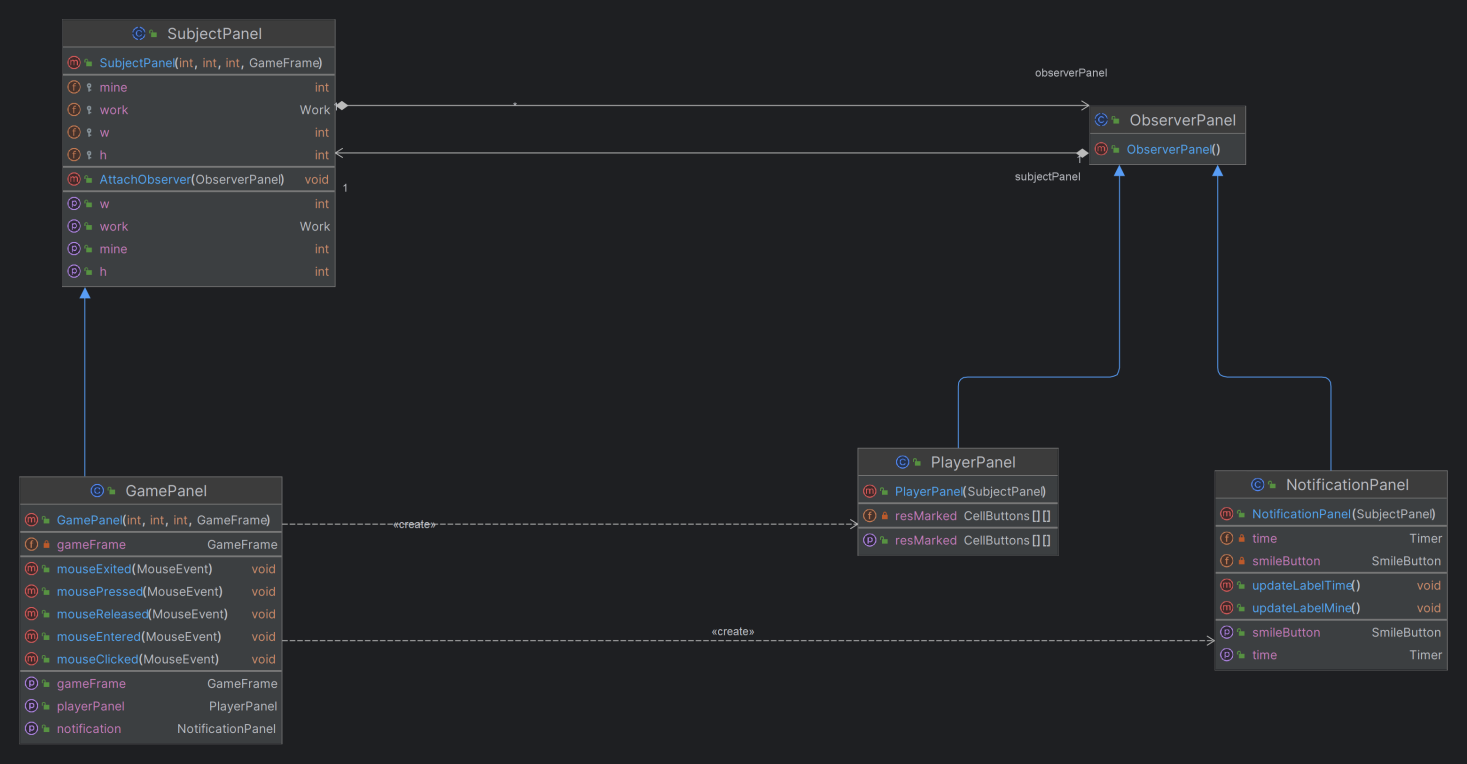 SubjectPanel
SubjectPanel(int, int, int, GameFrame)
mine int
work Work
w int
h int
AttachObserver(ObserverPanel) void
w int
work Work
mine int
h int
1
*
observerPanel
1
subjectPanel
1
ObserverPanel
ObserverPanel()
GamePanel
GamePanel(int, int, int, GameFrame)
gameFrame GameFrame
mouseExited(MouseEvent) void
mousePressed(MouseEvent) void
mouseReleased(MouseEvent) void
mouseEntered(MouseEvent) void
mouseClicked(MouseEvent) void
gameFrame GameFrame
playerPanel PlayerPanel
notification NotificationPanel
«create»
«create»
PlayerPanel
PlayerPanel(SubjectPanel)
resMarked CellButtons[][]
resMarked CellButtons[][]
NotificationPanel
NotificationPanel(SubjectPanel)
time Timer
smileButton SmileButton
updateLabelTime() void
updateLabelMine() void
smileButton SmileButton
time Timer